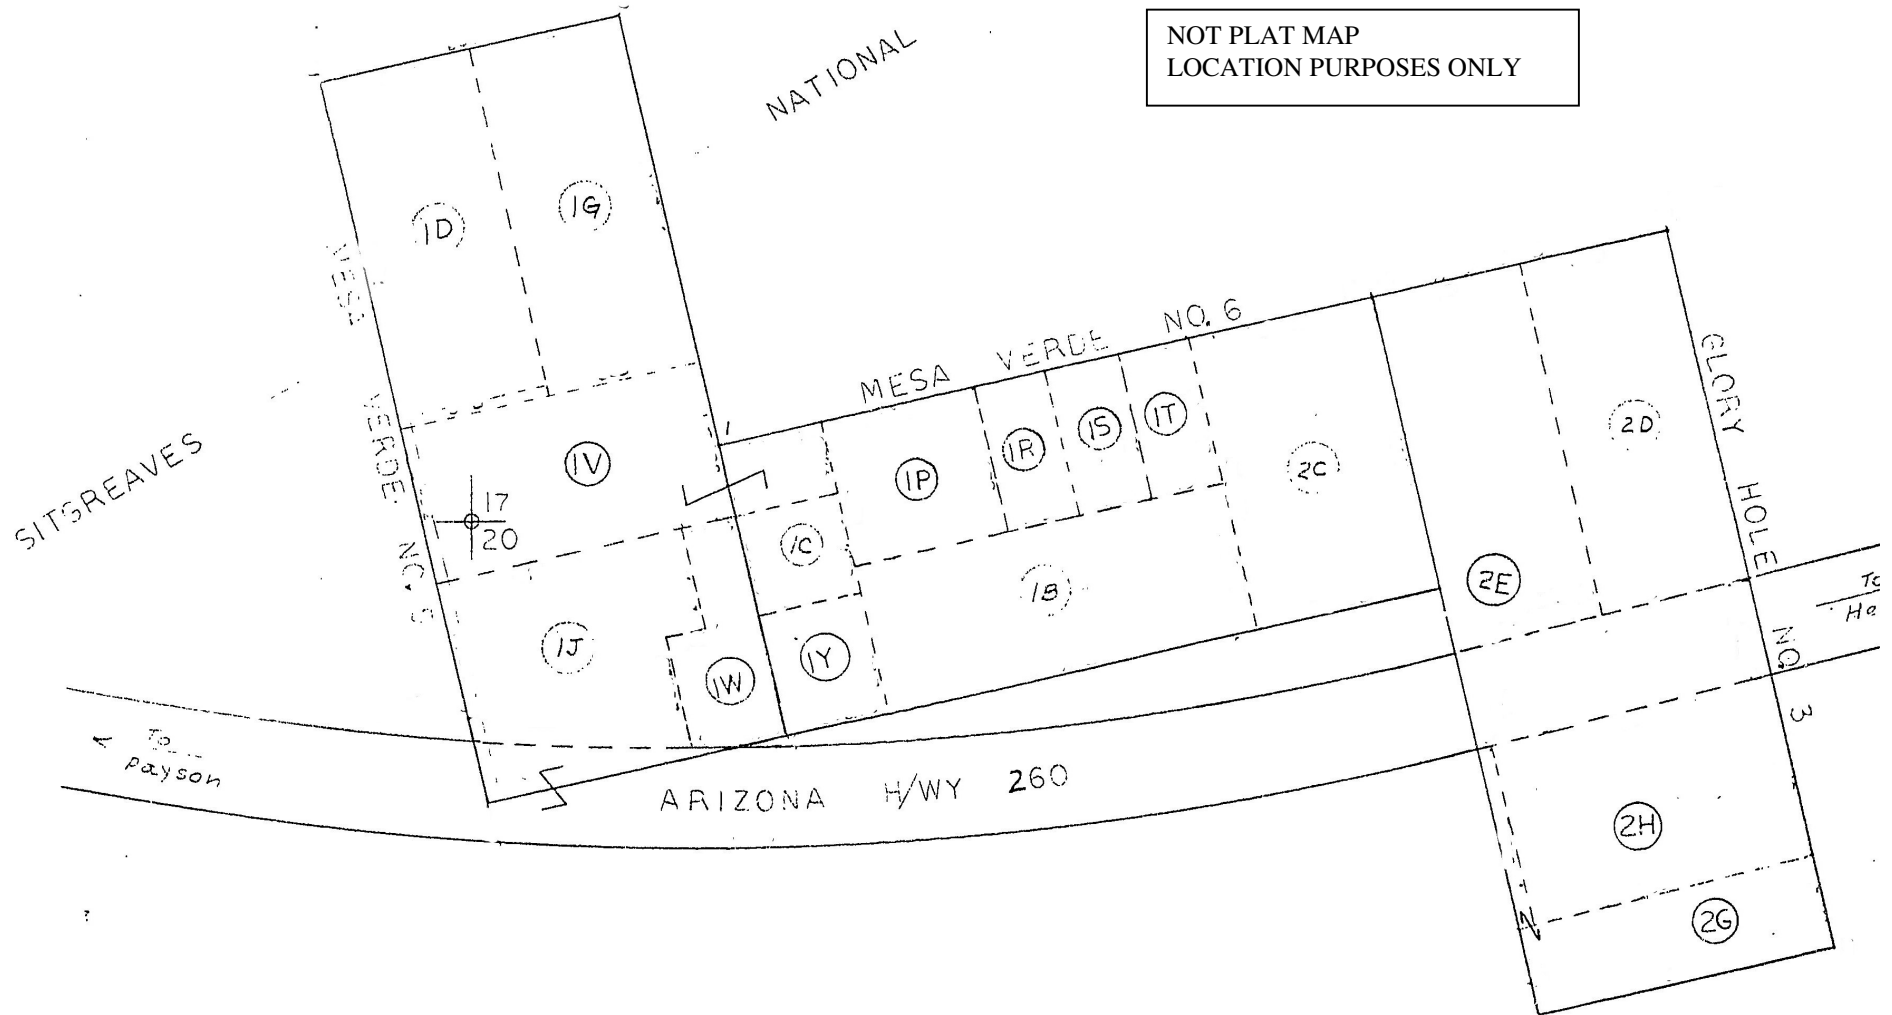 NOT PLAT MAP
LOCATION PURPOSES ONLY
NATIONAL
SITGREAVES
1D
1G
VERDE NO. 5
1V
17
20
1J
1W
MESA VERDE NO. 6
1P
1R
1S
1T
1C
1B
1Y
2C
2E
2D
GLORY HOLE NO. 3
To
2H
2G
< To
Payson
ARIZONA H/WY 260